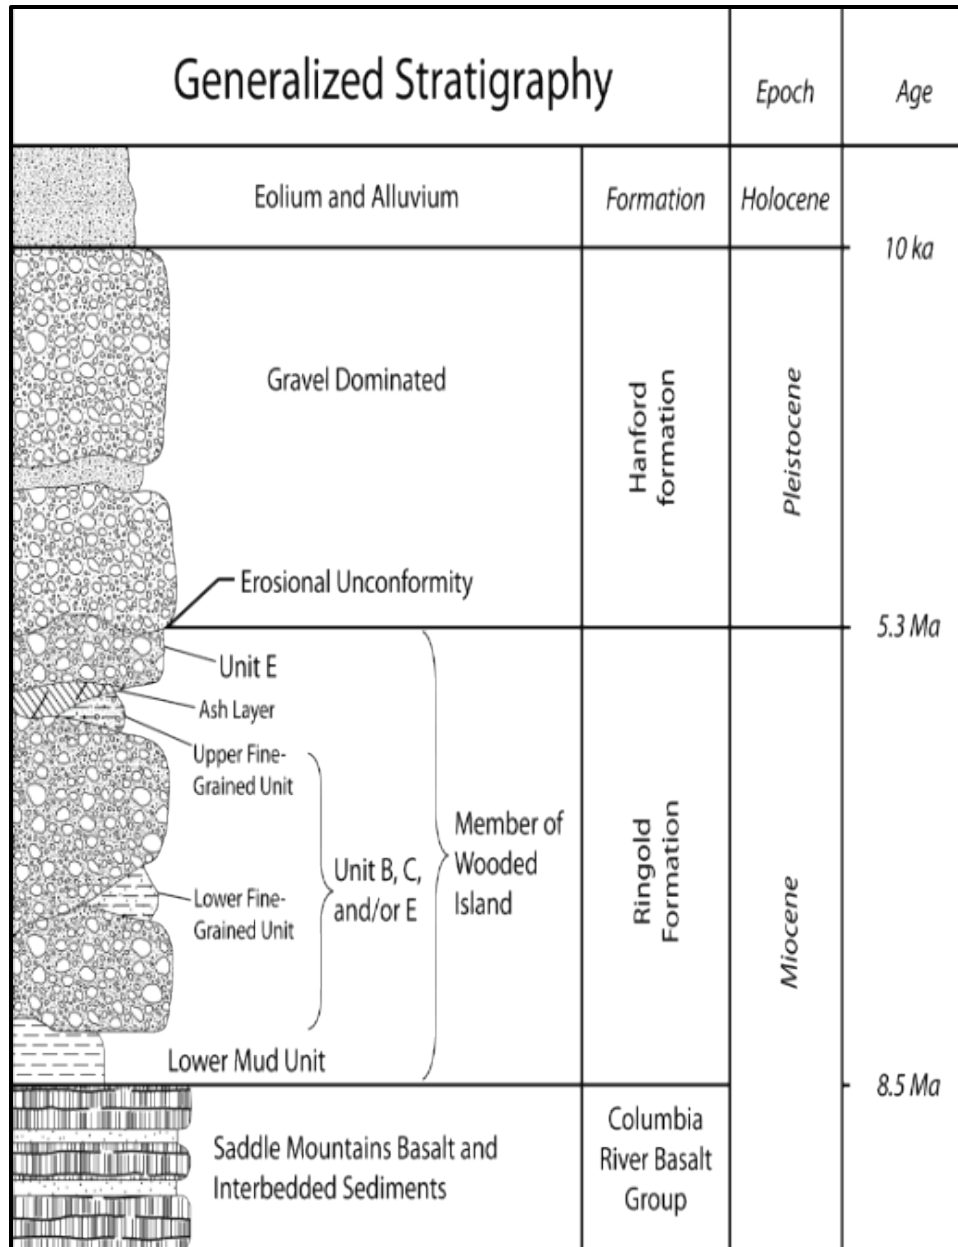 Generalized Stratigraphy
Epoch
Age
Eolium and Alluvium
Formation
Holocene
10 ka
Gravel Dominated
Hanford
formation
Pleistocene
Erosional Unconformity
5.3 Ma
Unit E
Ash Layer
Upper Fine-
Grained Unit
Member of
Wooded
Island
Unit B, C,
and/or E
Ringold
Formation
Miocene
Lower Fine-
Grained Unit
Lower Mud Unit
8.5 Ma
Saddle Mountains Basalt and
Interbedded Sediments
Columbia
River Basalt
Group